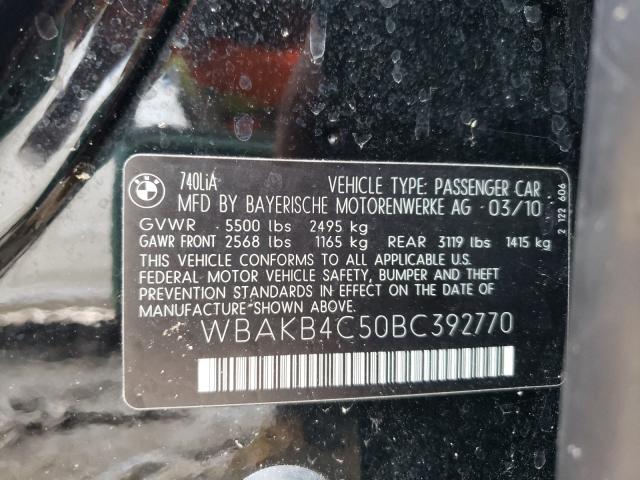 BMW
740LiA VEHICLE TYPE: PASSENGER CAR
MFD BY BAYERISCHE MOTORENWERKE AG 03/10
GVWR 5500 lbs 2495 kg
GAWR FRONT 2568 lbs 1165 kg REAR 3119 lbs 1415 kg
THIS VEHICLE CONFORMS TO ALL APPLICABLE U.S.
FEDERAL MOTOR VEHICLE SAFETY, BUMPER AND THEFT
PREVENTION STANDARDS IN EFFECT ON THE DATE OF
MANUFACTURE SHOWN ABOVE.
WBAKB4C50BC392770
2 122 606